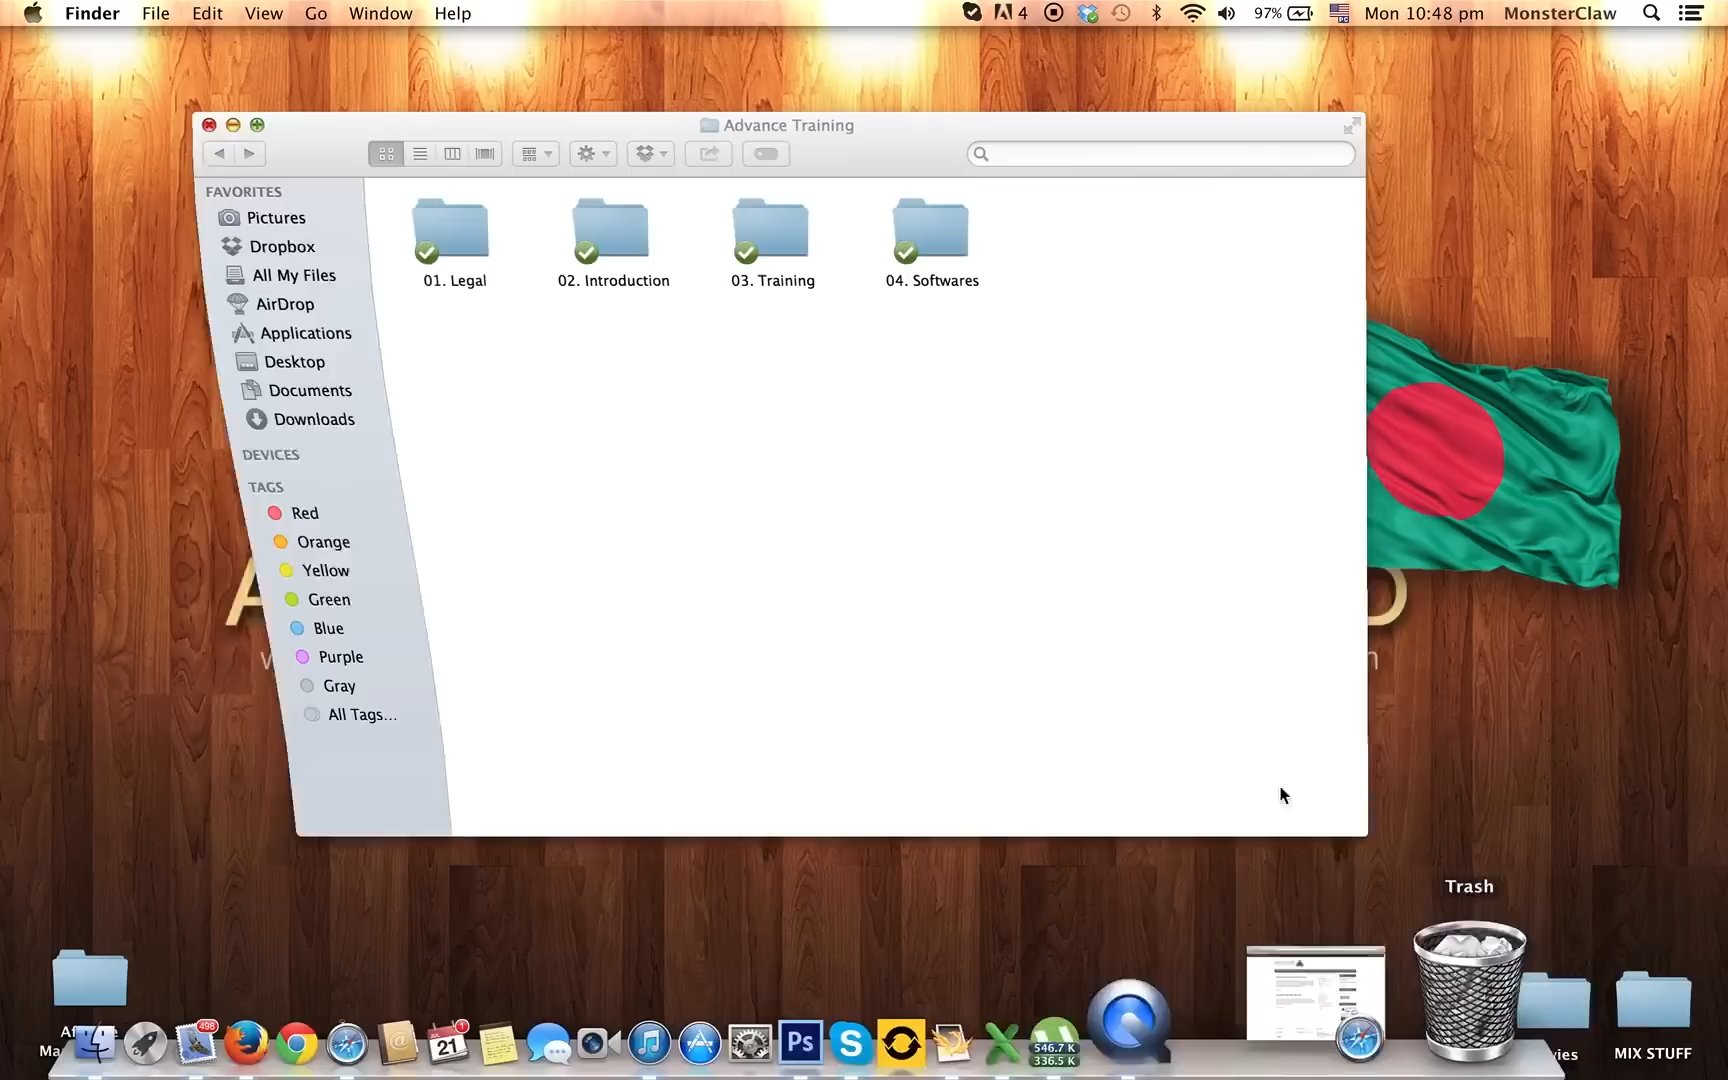 Finder File Edit View Go Window Help 4 97% Mon 10:48 pm MonsterClaw
Advance Training
FAVORITES
Pictures
Dropbox
All My Files
AirDrop
Applications
Desktop
Documents
Downloads
DEVICES
TAGS
Red
Orange
Yellow
Green
Blue
Purple
Gray
All Tags...
01. Legal
02. Introduction
03. Training
04. Softwares
Trash
498
1
21
Ps
546.7 K
336.5 K
MIX STUFF